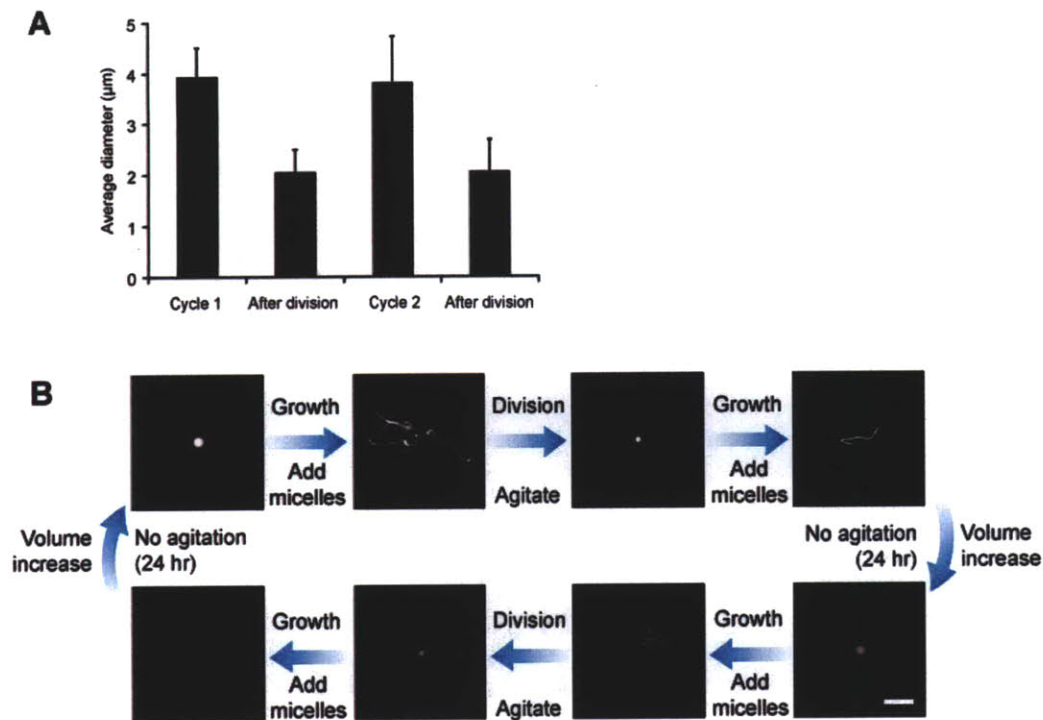 A
Average diameter (µm)
5
4
3
2
1
0
Cycle 1 After division Cycle 2 After division
B
Growth
Add
micelles
Division
Agitate
Growth
Add
micelles
Volume
increase
No agitation
(24 hr)
No agitation
(24 hr)
Volume
increase
Growth
Add
micelles
Division
Agitate
Growth
Add
micelles